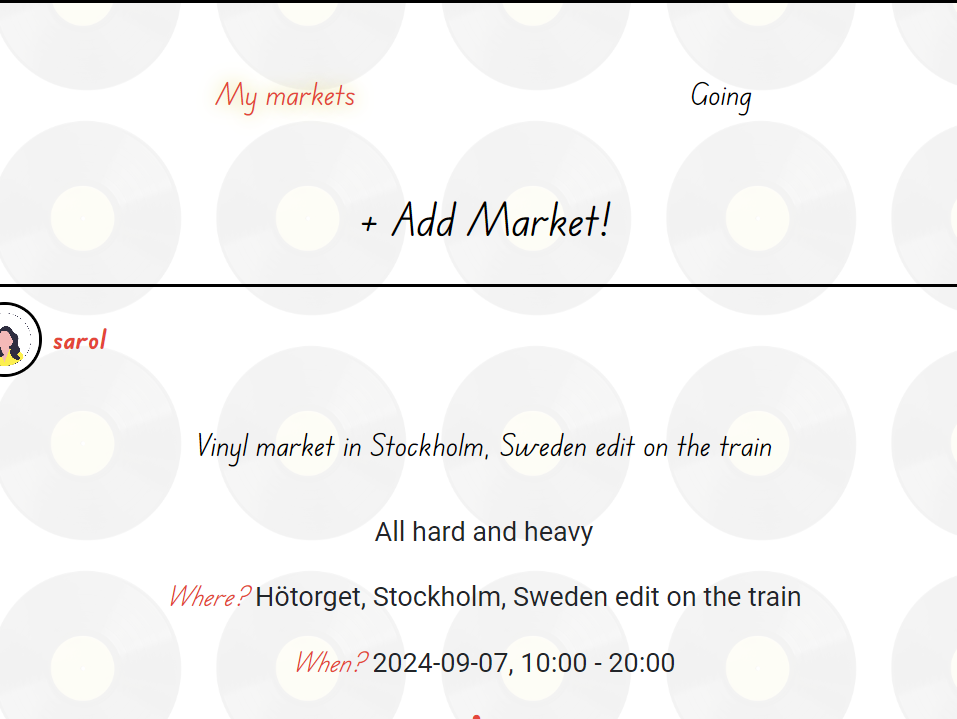 My markets
Going
+ Add Market!
sarol
Vinyl market in Stockholm, Sweden edit on the train
All hard and heavy
Where? Hötorget, Stockholm, Sweden edit on the train
When? 2024-09-07, 10:00 - 20:00